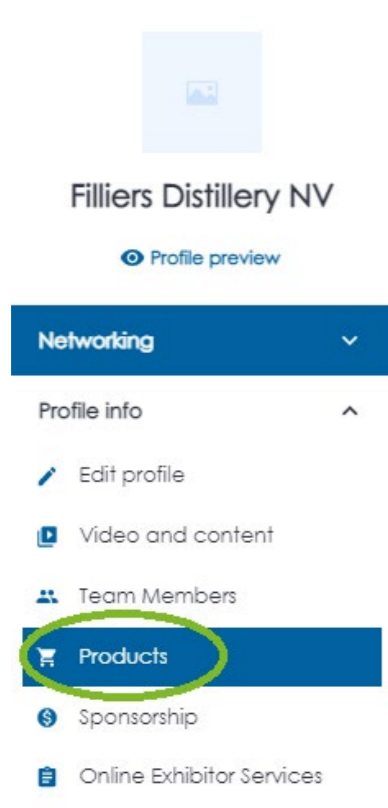 Filliers Distillery NV
Profile preview
Networking
Profile info
Edit profile
Video and content
Team Members
Products
Sponsorship
Online Exhibitor Services